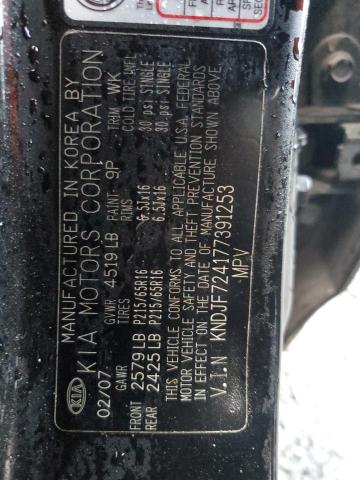 MANUFACTURED IN KOREA BY
KIA MOTORS CORPORATION
KIA
02/07 GVWR 4519 LB PAINT 9P TRIM WK
GAWR TIRES RIMS COLD TIRE INFL
FRONT 2579 LB P215/65R16 6.5Jx16 30 psi SINGLE
REAR 2425 LB P215/65R16 6.5Jx16 30 psi SINGLE
THIS VEHICLE CONFORMS TO ALL APPLICABLE U.S.A. FEDERAL
MOTOR VEHICLE SAFETY AND THEFT PREVENTION STANDARDS
IN EFFECT ON THE DATE OF MANUFACTURE SHOWN ABOVE.
V.I.N KNDJF724177391253
MPV